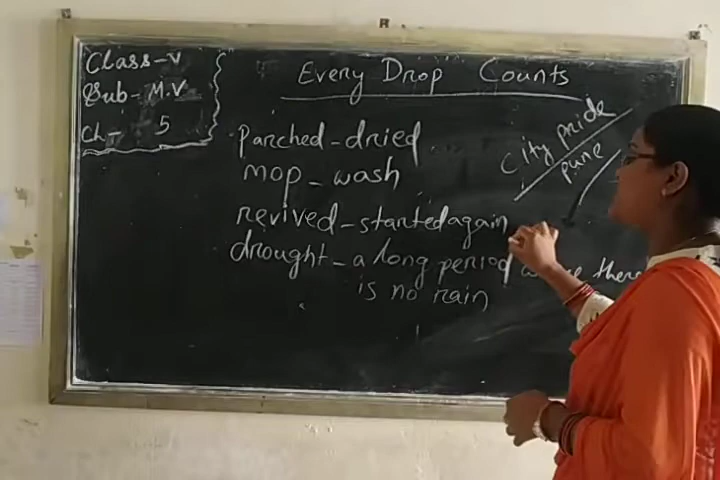 Class-V
Sub- M.V
Ch- 5
Every Drop Counts
City pride
pune
Parched-dried
mop-wash
revived-started again
drought-a long period there
is no rain